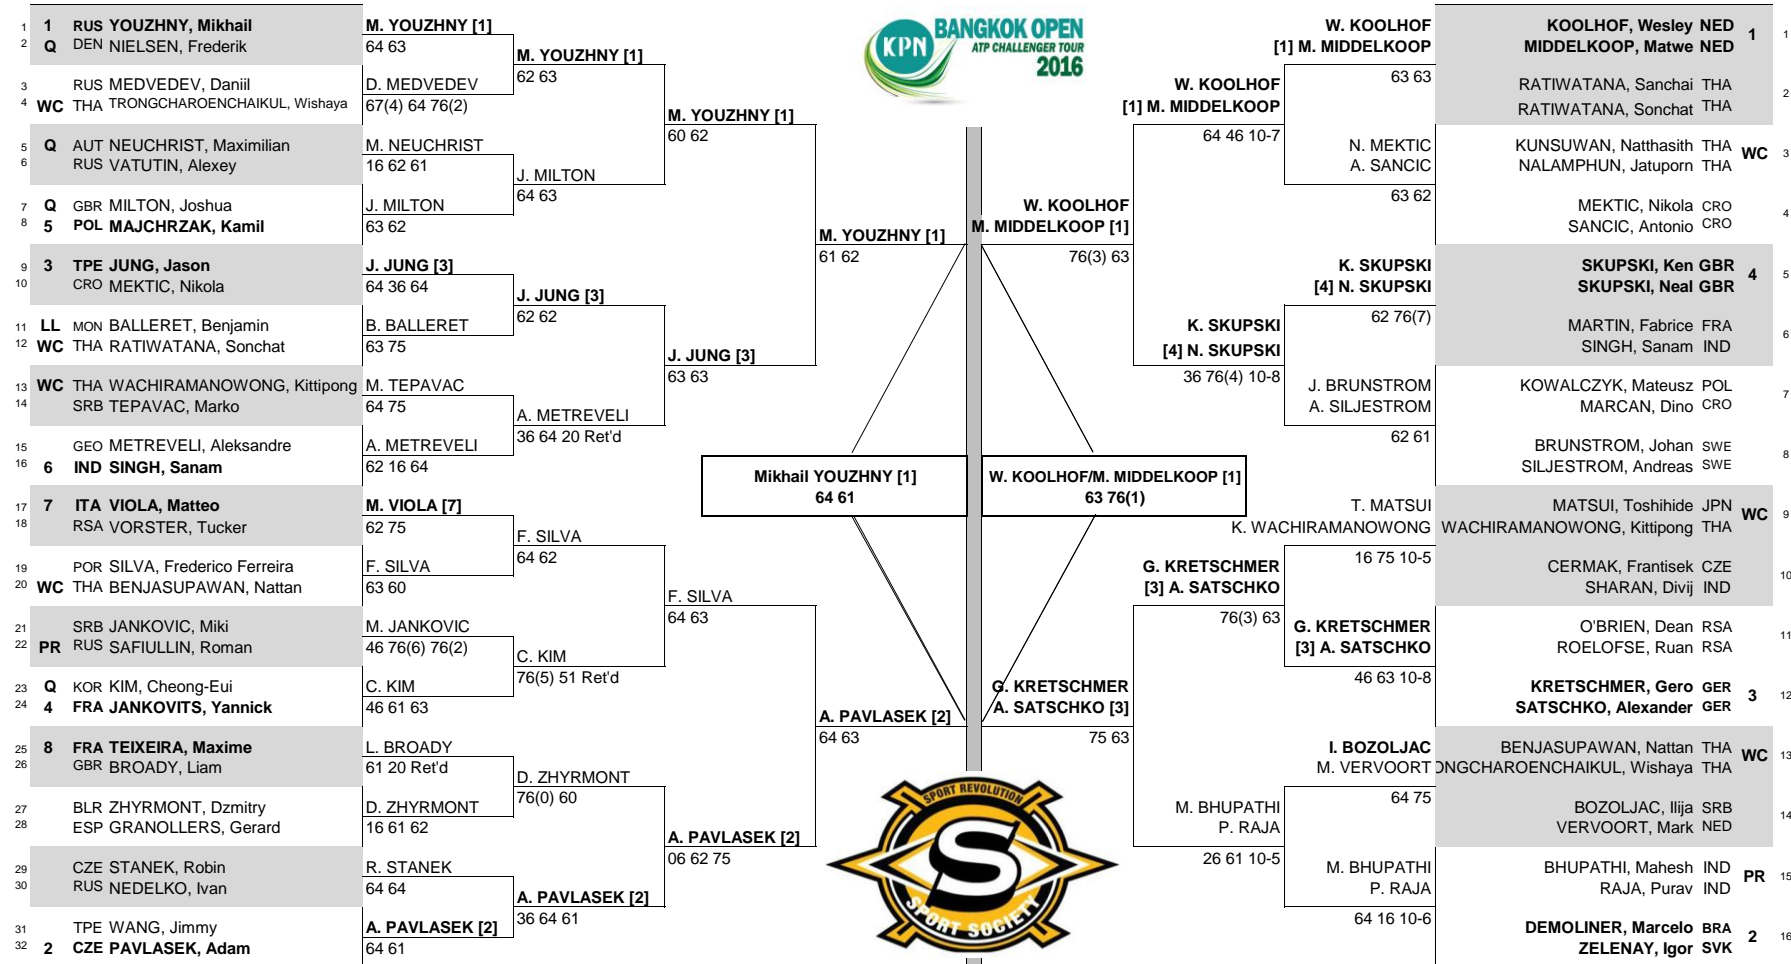 BANGKOK OPEN
ATP CHALLENGER TOUR
2016
KPN
1 1 RUS YOUZHNY, Mikhail
2 Q DEN NIELSEN, Frederik
3 RUS MEDVEDEV, Daniil
4 WC THA TRONGCHAROENCHAIKUL, Wishaya
5 Q AUT NEUCHRIST, Maximilian
6 RUS VATUTIN, Alexey
7 Q GBR MILTON, Joshua
8 5 POL MAJCHRZAK, Kamil
9 3 TPE JUNG, Jason
10 CRO MEKTIC, Nikola
11 LL MON BALLERET, Benjamin
12 WC THA RATIWATANA, Sonchat
13 WC THA WACHIRAMANOWONG, Kittipong
14 SRB TEPAVAC, Marko
15 GEO METREVELI, Aleksandre
16 6 IND SINGH, Sanam
17 7 ITA VIOLA, Matteo
18 RSA VORSTER, Tucker
19 POR SILVA, Frederico Ferreira
20 WC THA BENJASUPAWAN, Nattan
21 SRB JANKOVIC, Miki
22 PR RUS SAFIULLIN, Roman
23 Q KOR KIM, Cheong-Eui
24 4 FRA JANKOVITS, Yannick
25 8 FRA TEIXEIRA, Maxime
26 GBR BROADY, Liam
27 BLR ZHYRMONT, Dzmitry
28 ESP GRANOLLERS, Gerard
29 CZE STANEK, Robin
30 RUS NEDELKO, Ivan
31 TPE WANG, Jimmy
32 2 CZE PAVLASEK, Adam
M. YOUZHNY [1]
64 63
D. MEDVEDEV
67(4) 64 76(2)
M. NEUCHRIST
16 62 61
J. MILTON
63 62
J. JUNG [3]
64 36 64
B. BALLERET
63 75
M. TEPAVAC
64 75
A. METREVELI
62 16 64
M. VIOLA [7]
62 75
F. SILVA
63 60
M. JANKOVIC
46 76(6) 76(2)
C. KIM
46 61 63
L. BROADY
61 20 Ret'd
D. ZHYRMONT
16 61 62
R. STANEK
64 64
A. PAVLASEK [2]
64 61
M. YOUZHNY [1]
62 63
J. MILTON
64 63
J. JUNG [3]
62 62
A. METREVELI
36 64 20 Ret'd
F. SILVA
64 62
C. KIM
76(5) 51 Ret'd
D. ZHYRMONT
76(0) 60
A. PAVLASEK [2]
36 64 61
M. YOUZHNY [1]
60 62
J. JUNG [3]
63 63
F. SILVA
64 63
A. PAVLASEK [2]
06 62 75
M. YOUZHNY [1]
61 62
A. PAVLASEK [2]
64 63
Mikhail YOUZHNY [1]
64 61
W. KOOLHOF/M. MIDDELKOOP [1]
63 76(1)
W. KOOLHOF
M. MIDDELKOOP [1]
76(3) 63
G. KRETSCHMER
A. SATSCHKO [3]
75 63
W. KOOLHOF
[1] M. MIDDELKOOP
64 46 10-7
K. SKUPSKI
[4] N. SKUPSKI
36 76(4) 10-8
G. KRETSCHMER
[3] A. SATSCHKO
76(3) 63
M. BHUPATHI
P. RAJA
26 61 10-5
W. KOOLHOF
[1] M. MIDDELKOOP
63 63
N. MEKTIC
A. SANCIC
63 62
K. SKUPSKI
[4] N. SKUPSKI
62 76(7)
J. BRUNSTROM
A. SILJESTROM
62 61
T. MATSUI
K. WACHIRAMANOWONG
16 75 10-5
G. KRETSCHMER
[3] A. SATSCHKO
46 63 10-8
I. BOZOLJAC
M. VERVOORT
64 75
M. BHUPATHI
P. RAJA
64 16 10-6
KOOLHOF, Wesley NED 1 1
MIDDELKOOP, Matwe NED
RATIWATANA, Sanchai THA 2
RATIWATANA, Sonchat THA
KUNSUWAN, Natthasith THA WC 3
NALAMPHUN, Jatuporn THA
MEKTIC, Nikola CRO 4
SANCIC, Antonio CRO
SKUPSKI, Ken GBR 4 5
SKUPSKI, Neal GBR
MARTIN, Fabrice FRA 6
SINGH, Sanam IND
KOWALCZYK, Mateusz POL 7
MARCAN, Dino CRO
BRUNSTROM, Johan SWE 8
SILJESTROM, Andreas SWE
MATSUI, Toshihide JPN WC 9
WACHIRAMANOWONG, Kittipong THA
CERMAK, Frantisek CZE 10
SHARAN, Divij IND
O'BRIEN, Dean RSA 11
ROELOFSE, Ruan RSA
KRETSCHMER, Gero GER 3 12
SATSCHKO, Alexander GER
BENJASUPAWAN, Nattan THA WC 13
ONGCHAROENCHAIKUL, Wishaya THA
BOZOLJAC, Ilija SRB 14
VERVOORT, Mark NED
BHUPATHI, Mahesh IND PR 15
RAJA, Purav IND
DEMOLINER, Marcelo BRA 2 16
ZELENAY, Igor SVK
SPORT REVOLUTION
S
SPORT SOCIETY